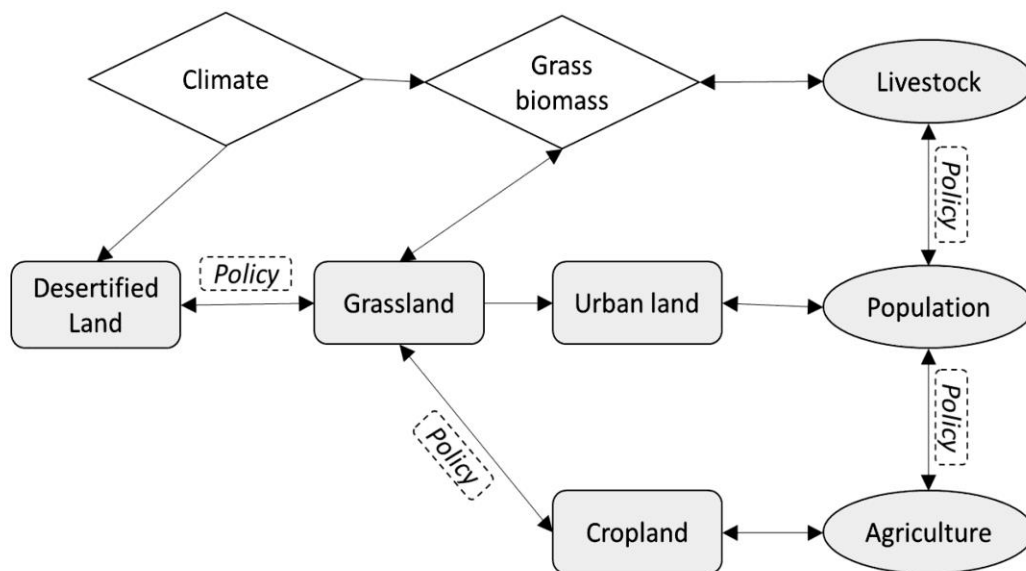 Climate
Grass
biomass
Livestock
Policy
Desertified
Land
Policy
Grassland
Urban land
Population
Policy
Policy
Cropland
Agriculture